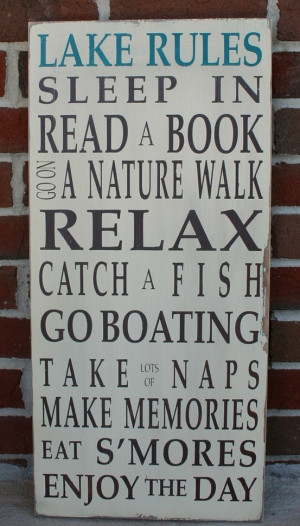 LAKE RULES
SLEEP IN
READ A BOOK
GO ON A NATURE WALK
RELAX
CATCH A FISH
GO BOATING
TAKE LOTS OF NAPS
MAKE MEMORIES
EAT S'MORES
ENJOY THE DAY